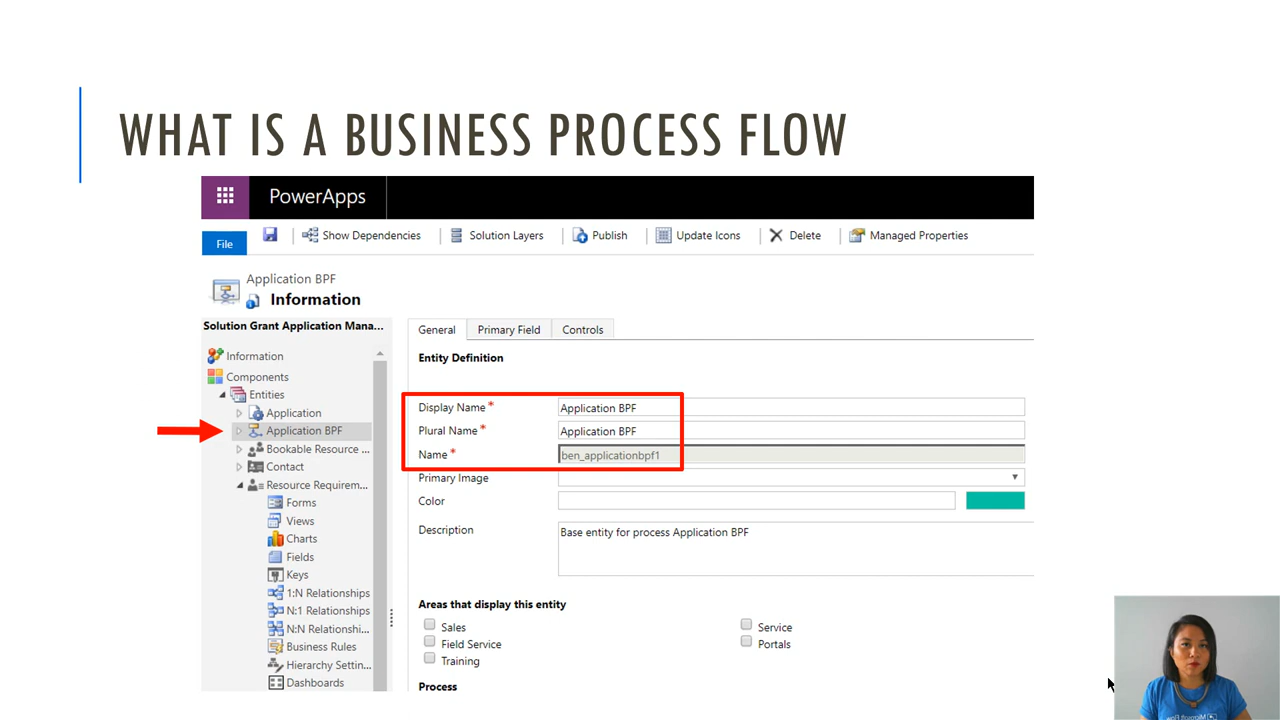 WHAT IS A BUSINESS PROCESS FLOW
PowerApps
File
Show Dependencies
Solution Layers
Publish
Update Icons
Delete
Managed Properties
Application BPF
Information
Solution Grant Application Mana...
Information
Components
Entities
Application
Application BPF
Bookable Resource ...
Contact
Resource Requirem...
Forms
Views
Charts
Fields
Keys
1:N Relationships
N:1 Relationships
N:N Relationshi...
Business Rules
Hierarchy Settin...
Dashboards
General
Primary Field
Controls
Entity Definition
Display Name *
Application BPF
Plural Name *
Application BPF
Name *
ben_applicationbpf1
Primary Image
Color
Description
Base entity for process Application BPF
Areas that display this entity
Sales
Service
Field Service
Portals
Training
Process